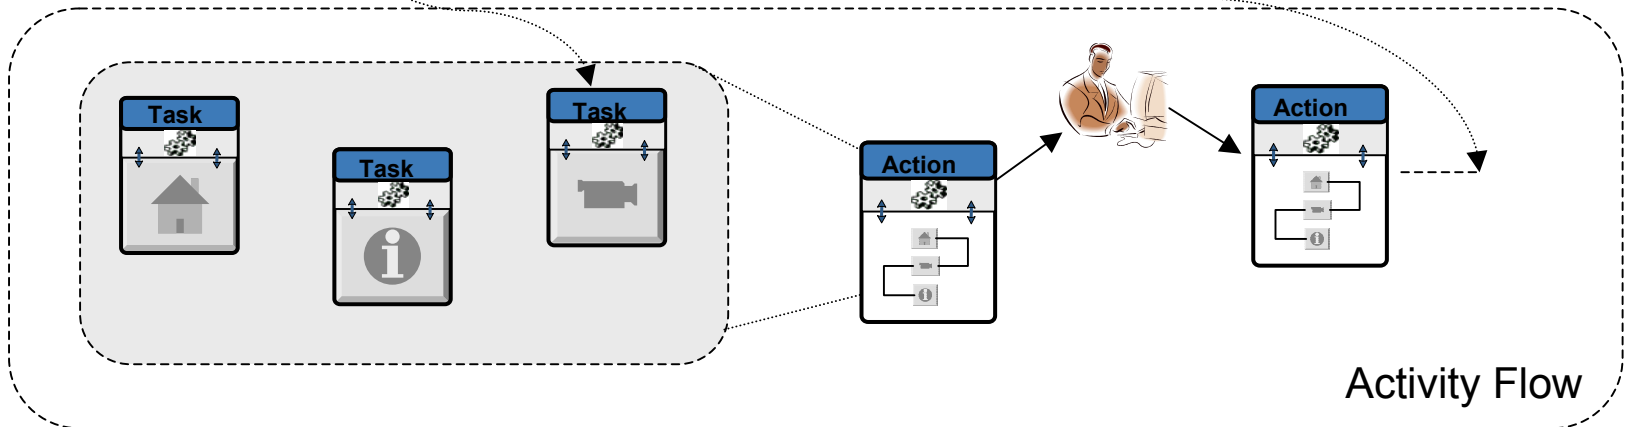 Task
Task
Task
Action
Action
Activity Flow